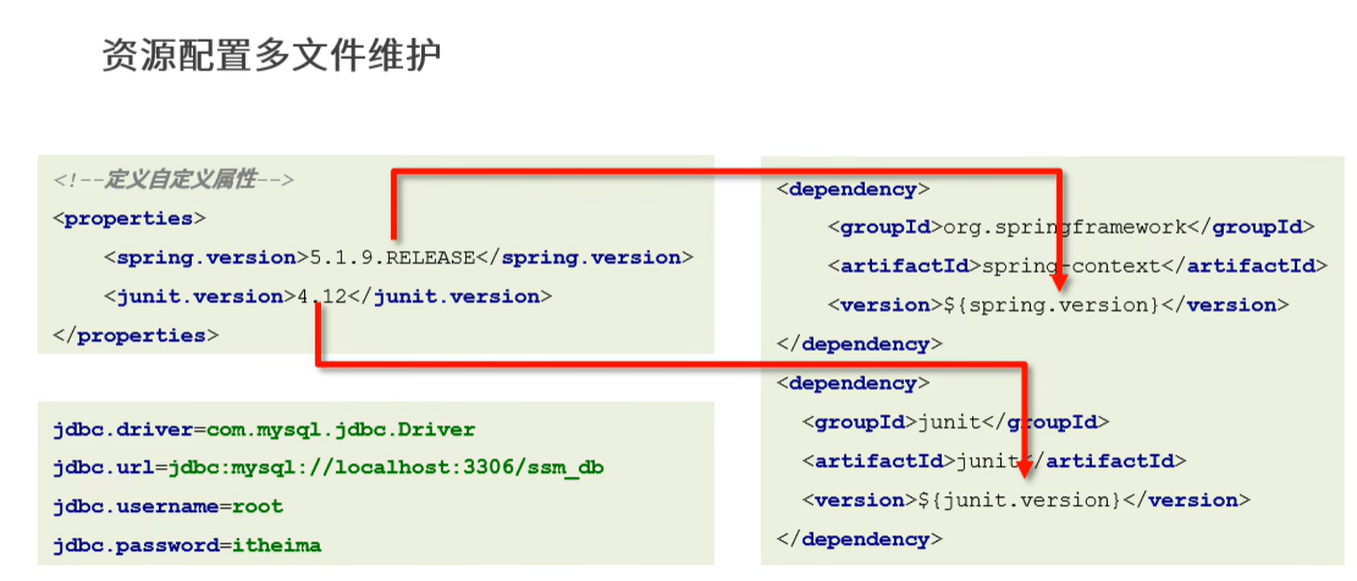 资源配置多文件维护
<!--定义自定义属性-->
<properties>
<spring.version>5.1.9.RELEASE</spring.version>
<junit.version>4.12</junit.version>
</properties>
jdbc.driver=com.mysql.jdbc.Driver
jdbc.url=jdbc:mysql://localhost:3306/ssm_db
jdbc.username=root
jdbc.password=itheima
<dependency>
<groupId>org.springframework</groupId>
<artifactId>spring-context</artifactId>
<version>${spring.version}</version>
</dependency>
<dependency>
<groupId>junit</groupId>
<artifactId>junit</artifactId>
<version>${junit.version}</version>
</dependency>